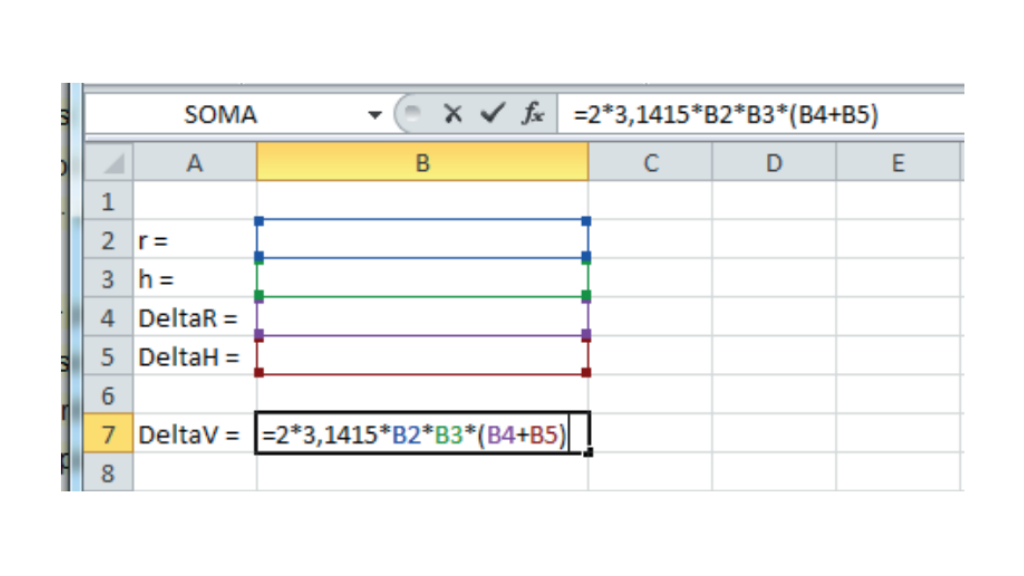 SOMA fx =2*3,1415*B2*B3*(B4+B5)
A B C D E
1
2 r =
3 h =
4 DeltaR =
5 DeltaH =
6
7 DeltaV = =2*3,1415*B2*B3*(B4+B5)
8